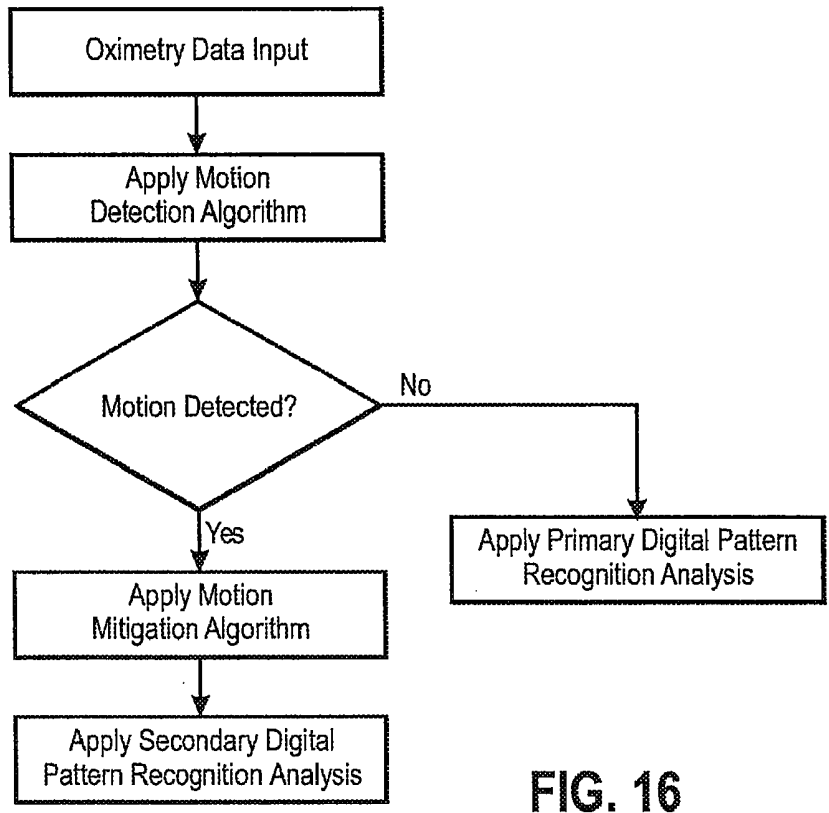 Oximetry Data Input
Apply Motion
Detection Algorithm
Motion Detected?
No
Yes
Apply Primary Digital Pattern
Recognition Analysis
Apply Motion
Mitigation Algorithm
Apply Secondary Digital
Pattern Recognition Analysis
FIG. 16